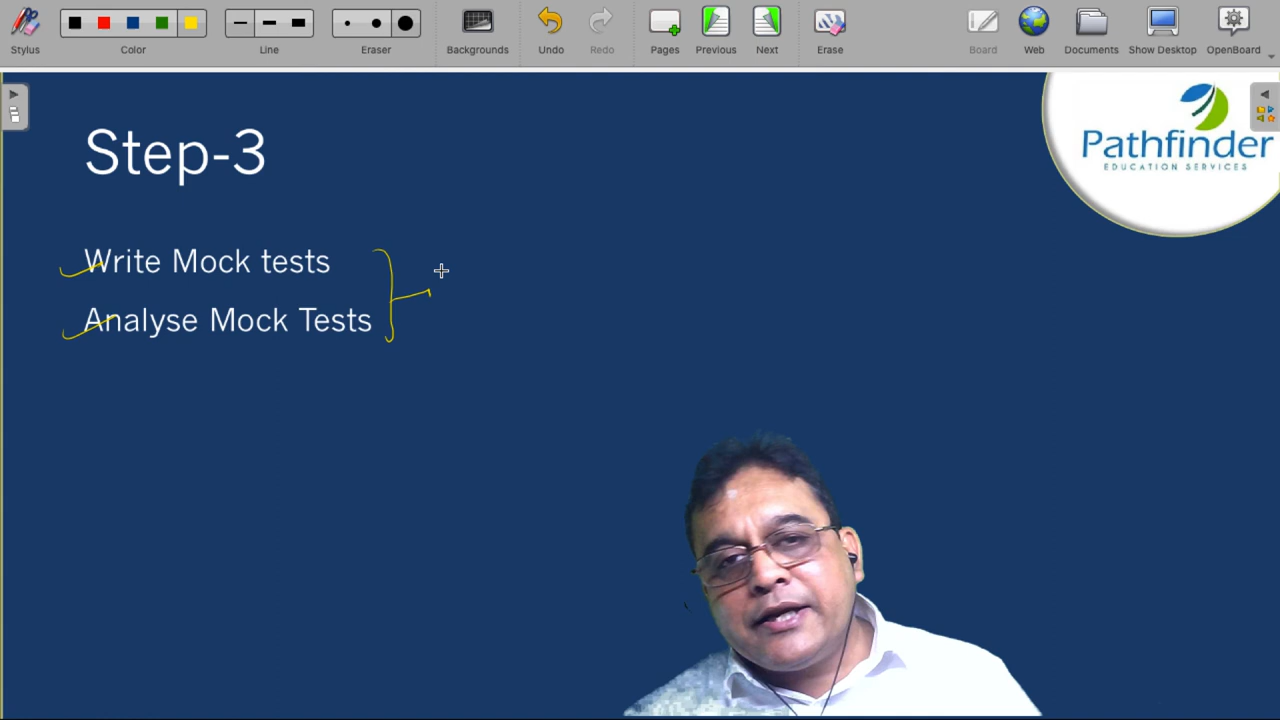 Stylus
Color
Line
Eraser
Backgrounds
Undo
Redo
Pages
Previous
Next
Erase
Board
Web
Documents
Show Desktop
OpenBoard
Step-3
Pathfinder
EDUCATION SERVICES
Write Mock tests
Analyse Mock Tests